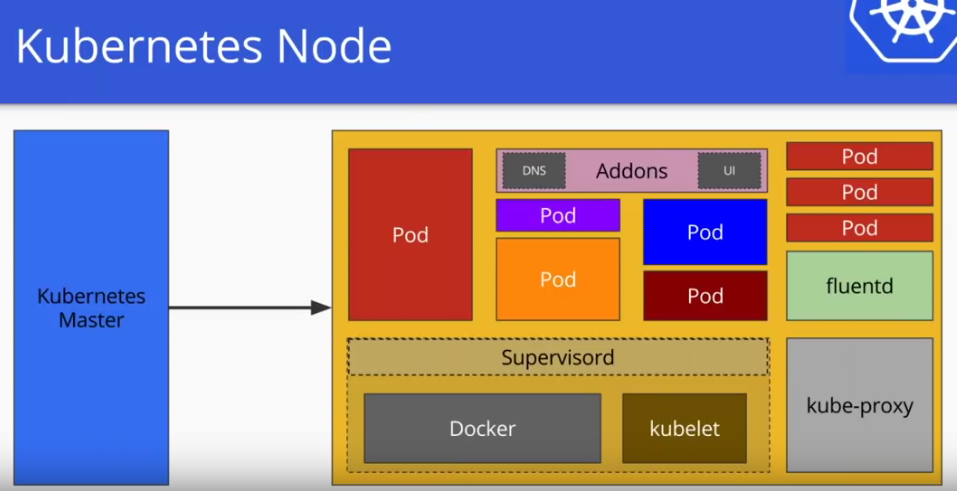 Kubernetes Node
Kubernetes
Master
Pod
DNS
Addons
UI
Pod
Pod
Pod
Pod
Pod
Pod
Pod
fluentd
Supervisord
Docker
kubelet
kube-proxy